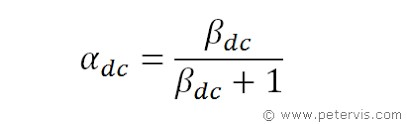 α_dc = β_dc / (β_dc + 1)
© www.petervis.com